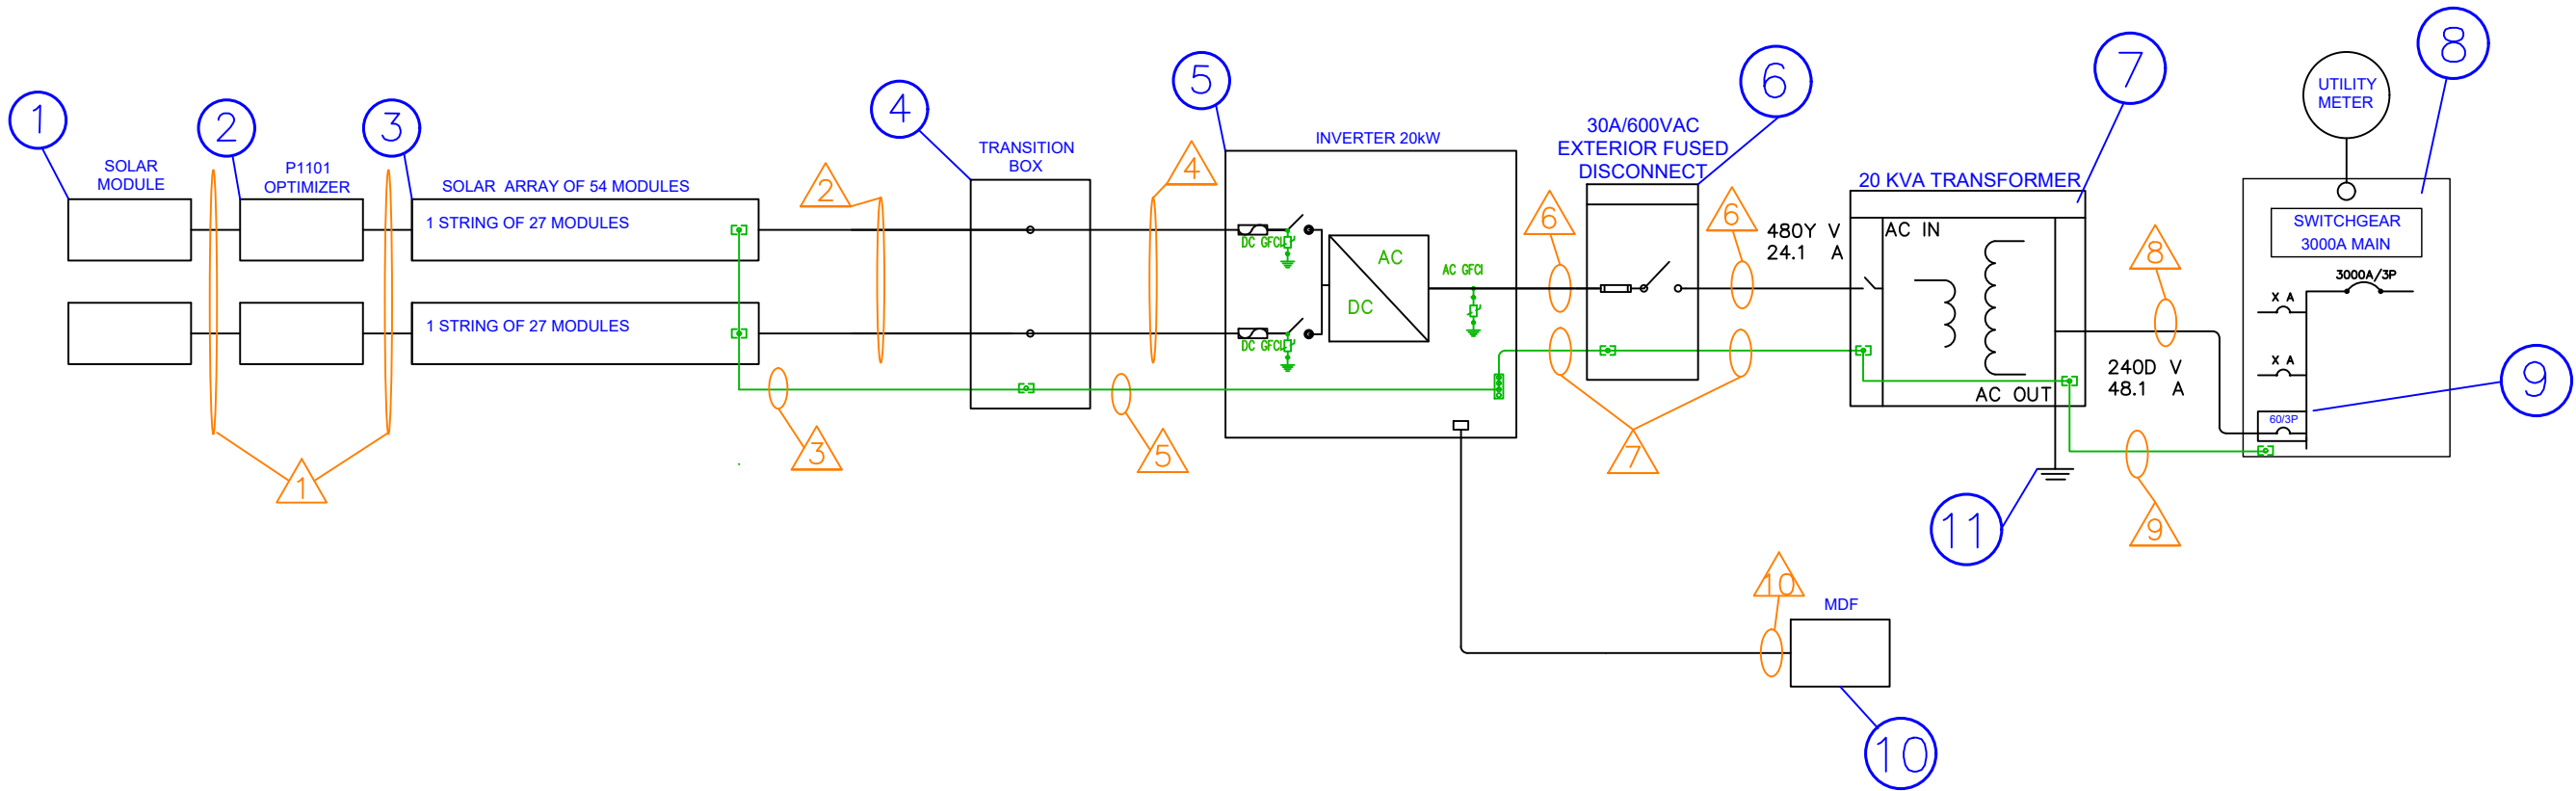 1
2
3
4
5
6
7
8
SOLAR
MODULE
P1101
OPTIMIZER
SOLAR ARRAY OF 54 MODULES
1 STRING OF 27 MODULES
1 STRING OF 27 MODULES
2
TRANSITION
BOX
4
INVERTER 20kW
DC GFCI
DC GFCI
AC
DC
AC GFCI
30A/600VAC
EXTERIOR FUSED
DISCONNECT
6
6
480Y V
24.1 A
20 KVA TRANSFORMER
AC IN
AC OUT
8
240D V
48.1 A
UTILITY
METER
SWITCHGEAR
3000A MAIN
3000A/3P
X A
X A
60/3P
9
1
3
5
7
9
11
10
MDF
10